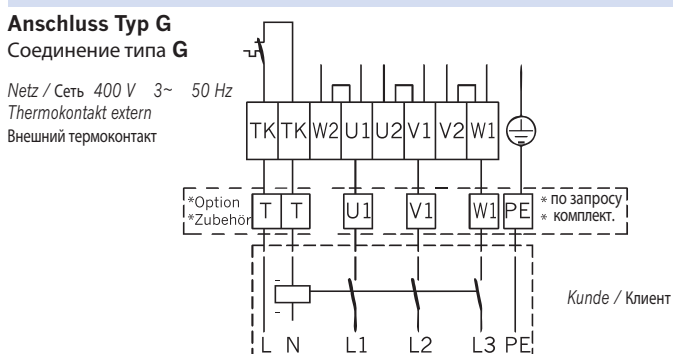 Anschluss Typ G
Соединение типа G
Netz / Сеть 400 V 3~ 50 Hz
Thermokontakt extern
Внешний термоконтакт
TK TK W2 U1 U2 V1 V2 W1
*Option
*Zubehör
T T U1 V1 W1 PE
* по запросу
* комплект.
Kunde / Клиент
L N L1 L2 L3 PE